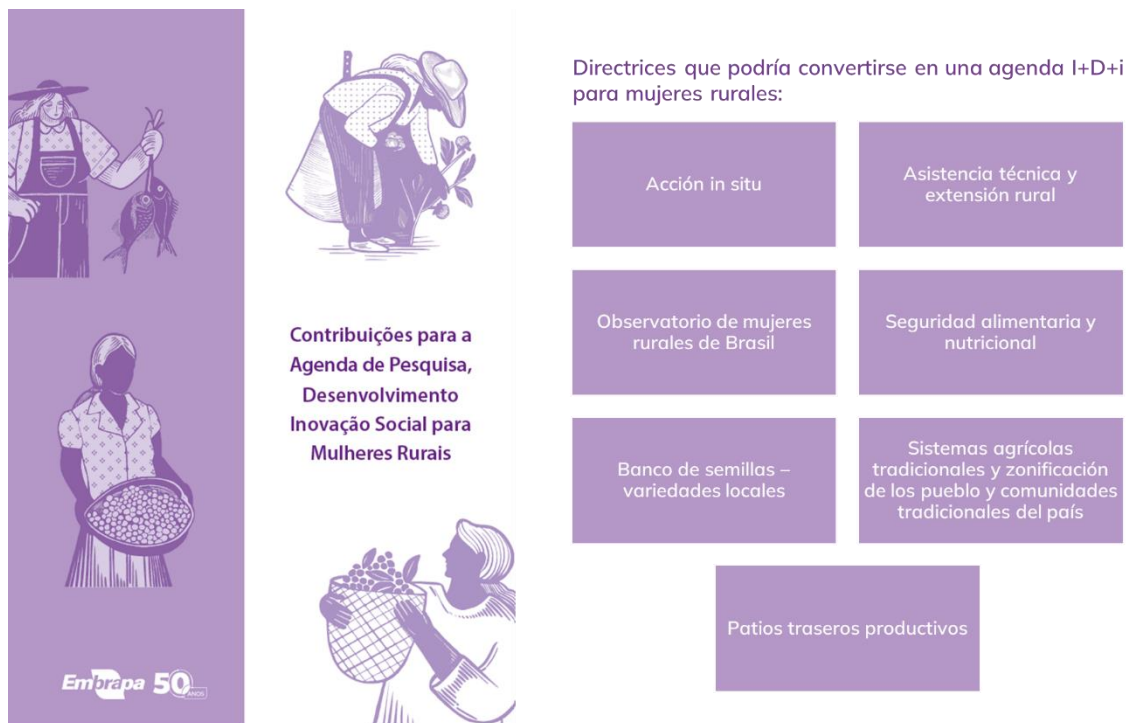 Contribuições para a
Agenda de Pesquisa,
Desenvolvimento
Inovação Social para
Mulheres Rurais
Embrapa 50
ANOS
Directrices que podría convertirse en una agenda I+D+i
para mujeres rurales:
Acción in situ
Asistencia técnica y
extensión rural
Observatorio de mujeres
rurales de Brasil
Seguridad alimentaria y
nutricional
Banco de semillas –
variedades locales
Sistemas agrícolas
tradicionales y zonificación
de los pueblo y comunidades
tradicionales del país
Patios traseros productivos